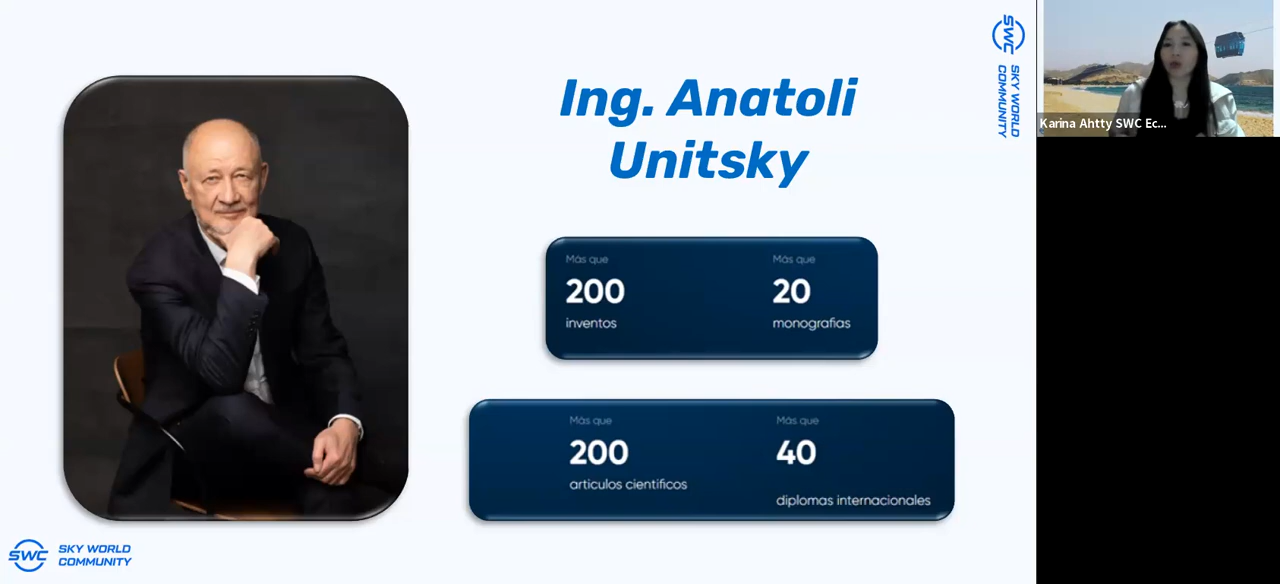 Ing. Anatoli
Unitsky
Más que
200
inventos
Más que
20
monografias
Más que
200
articulos cientificos
Más que
40
diplomas internacionales
SWC
SKY WORLD
COMMUNITY
SWC
SKY WORLD
COMMUNITY
Karina Ahtty SWC Ec...